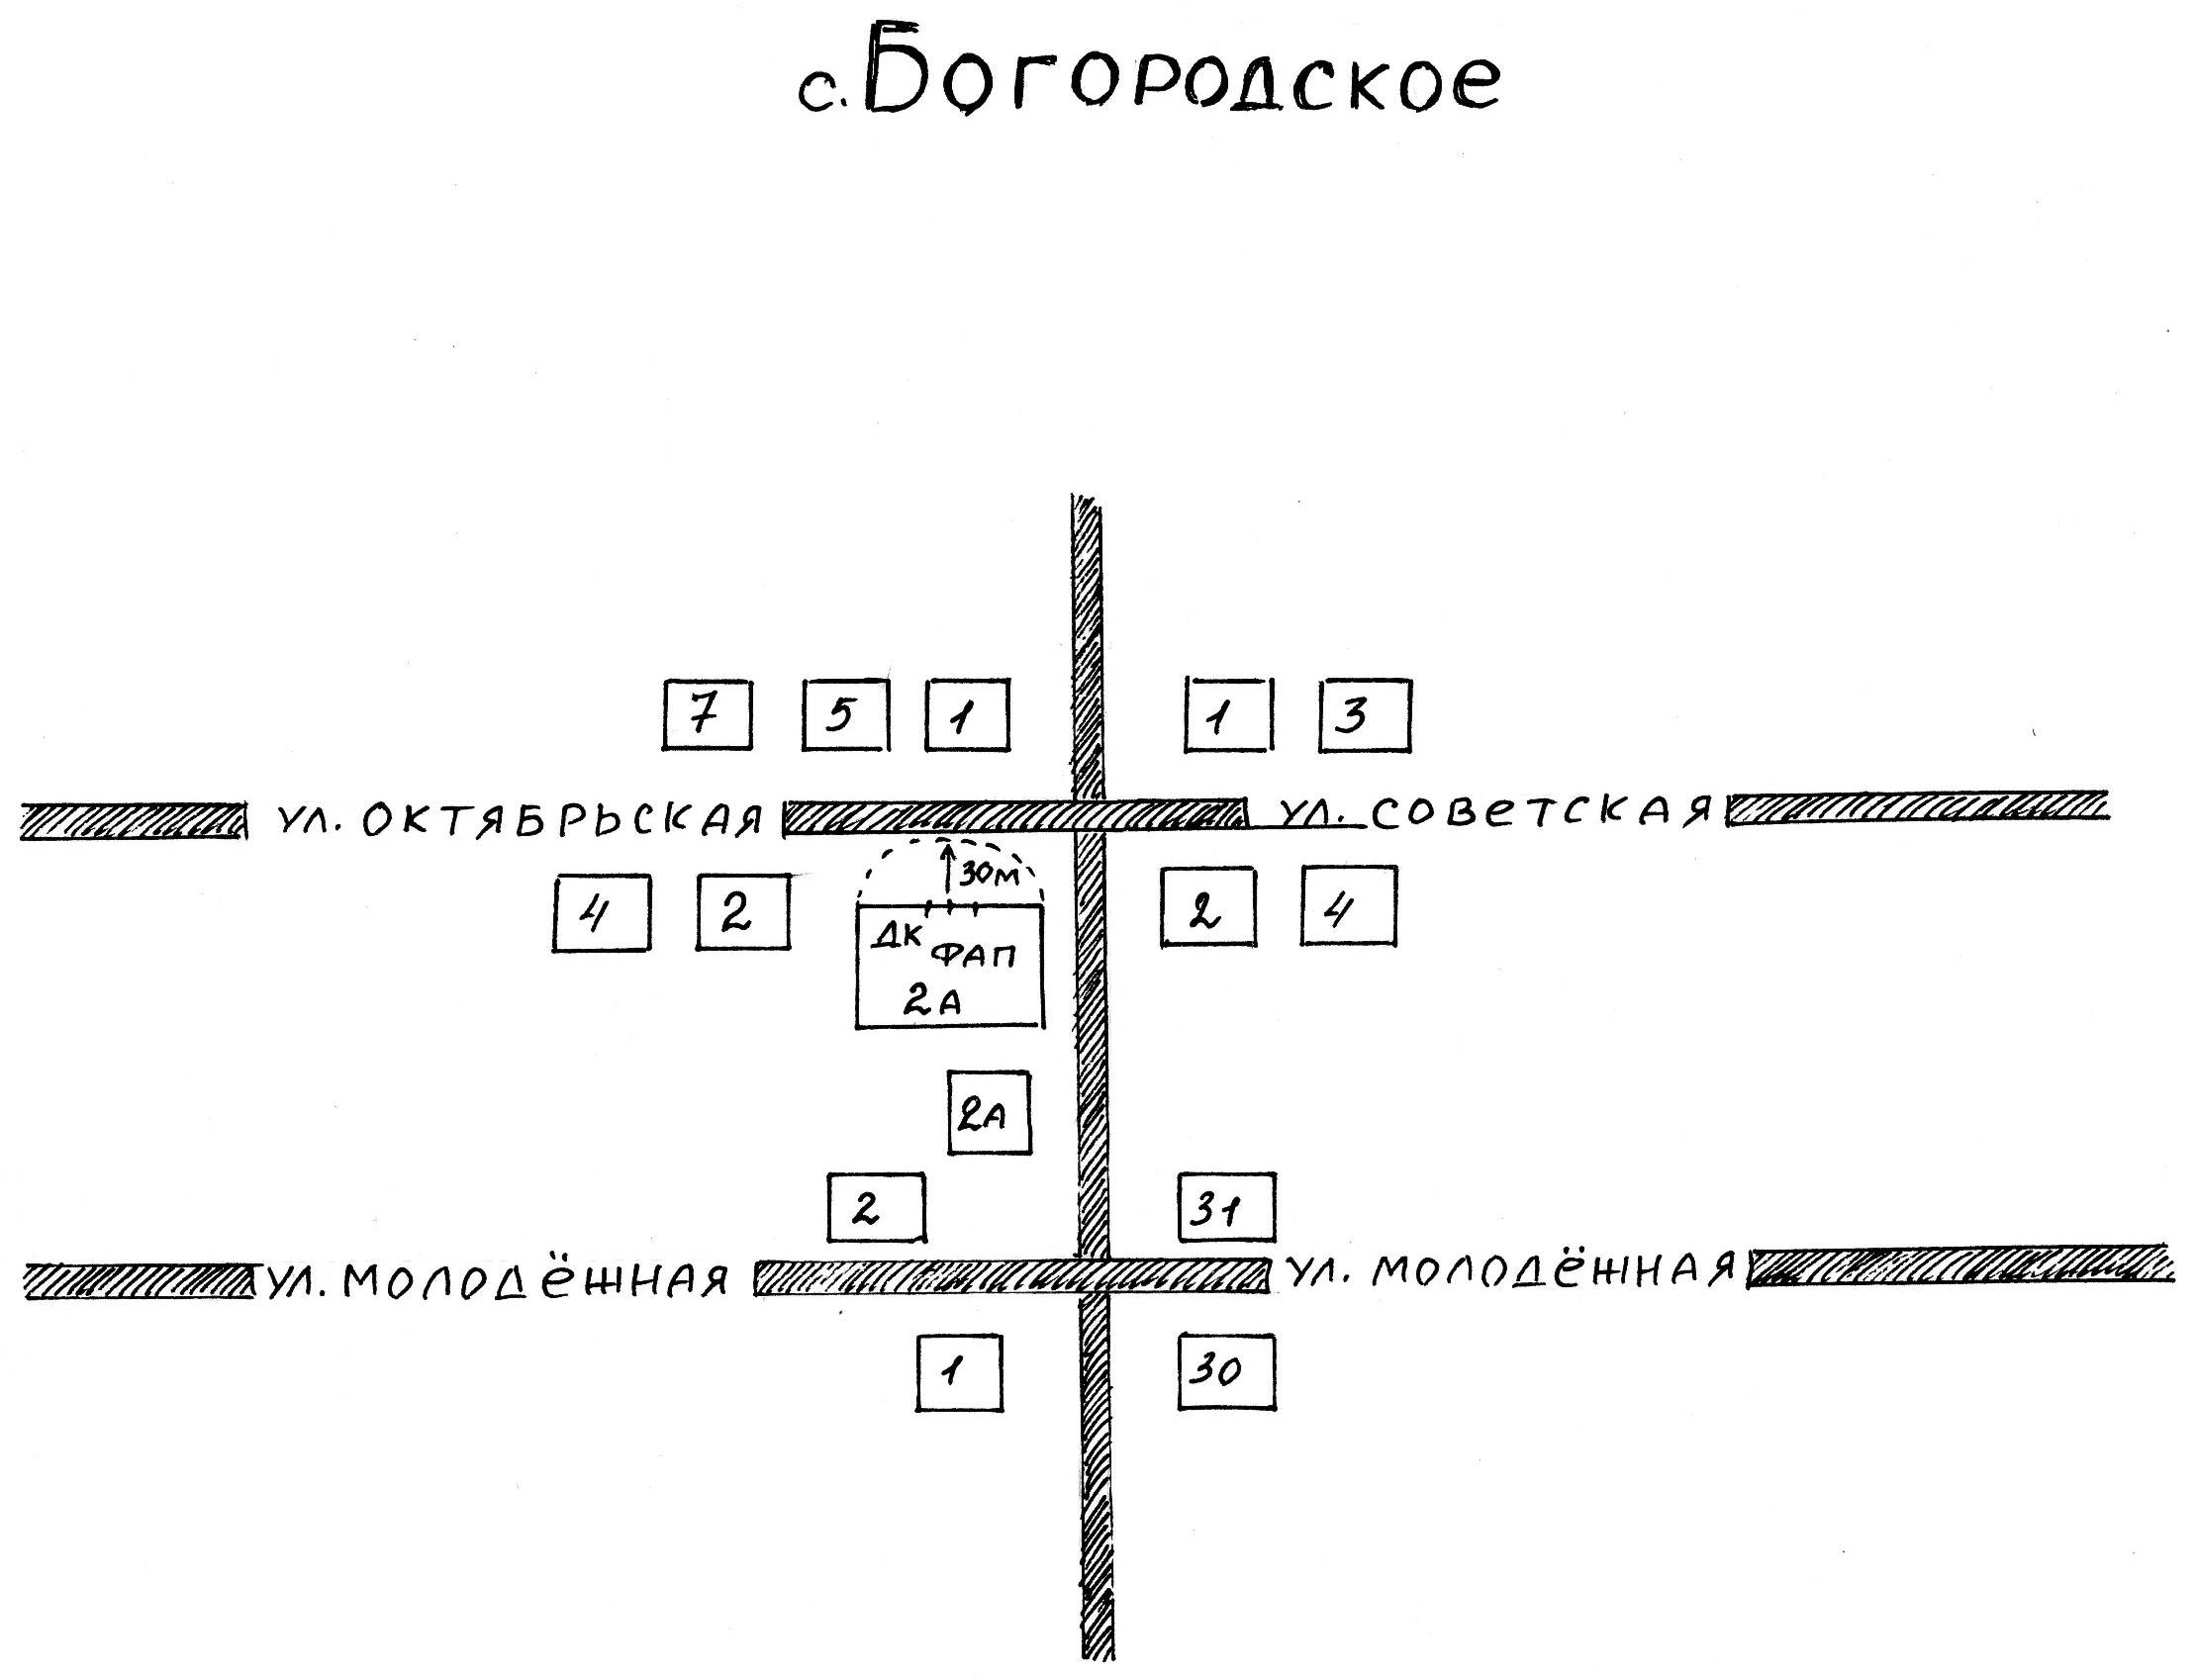 с. Богородское
7 5 1 1 3
ул. Октябрьская ул. Советская
30м
4 2 2 4
ДК ФАП
2А
2А
2 31
ул. Молодёжная ул. Молодёжная
1 30